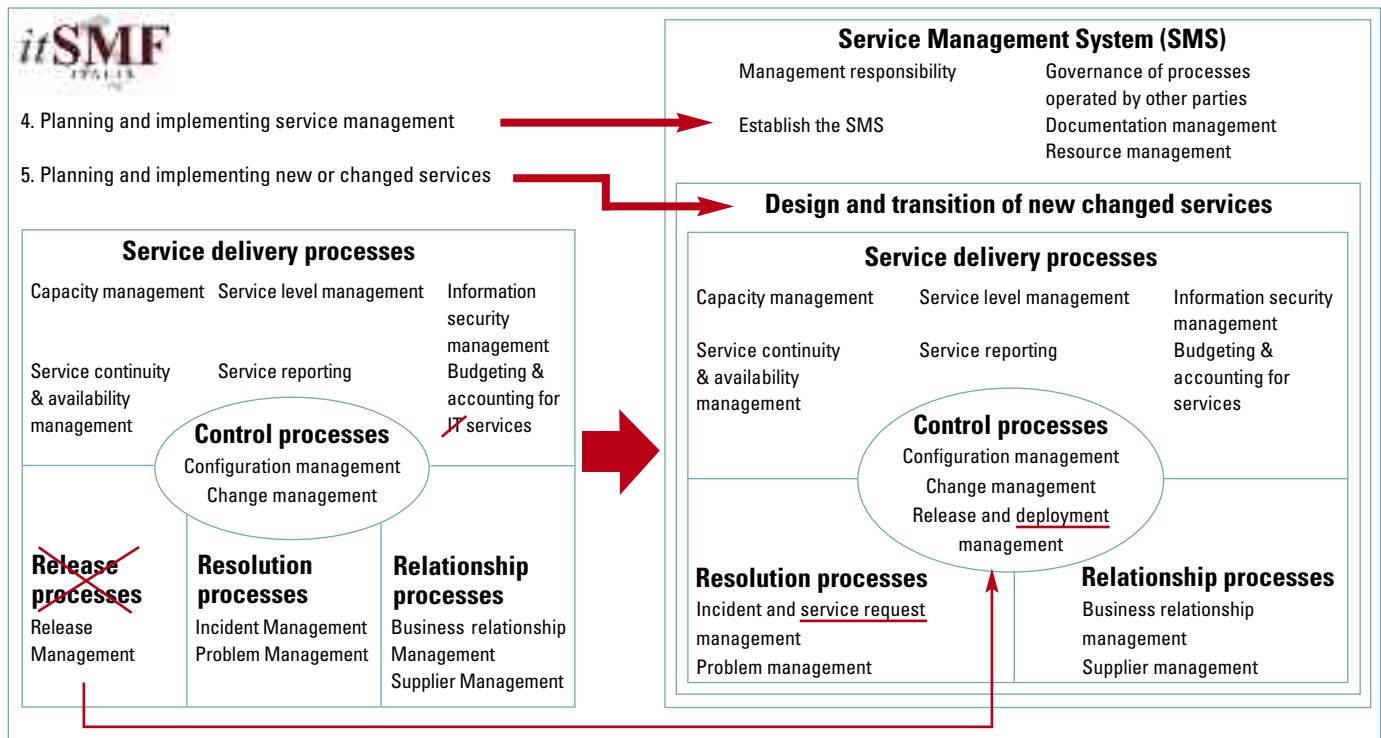 itSMF
ITALIA
4. Planning and implementing service management
5. Planning and implementing new or changed services
Service delivery processes
Capacity management
Service level management
Information
security
management
Service continuity
& availability
management
Service reporting
Budgeting &
accounting for
IT services
Control processes
Configuration management
Change management
Release
processes
Release
Management
Resolution
processes
Incident Management
Problem Management
Relationship
processes
Business relationship
Management
Supplier Management
Service Management System (SMS)
Management responsibility
Establish the SMS
Governance of processes
operated by other parties
Documentation management
Resource management
Design and transition of new changed services
Service delivery processes
Capacity management
Service level management
Information security
management
Service continuity
& availability
management
Service reporting
Budgeting &
accounting for
services
Control processes
Configuration management
Change management
Release and deployment
management
Resolution processes
Incident and service request
management
Problem management
Relationship processes
Business relationship
management
Supplier management